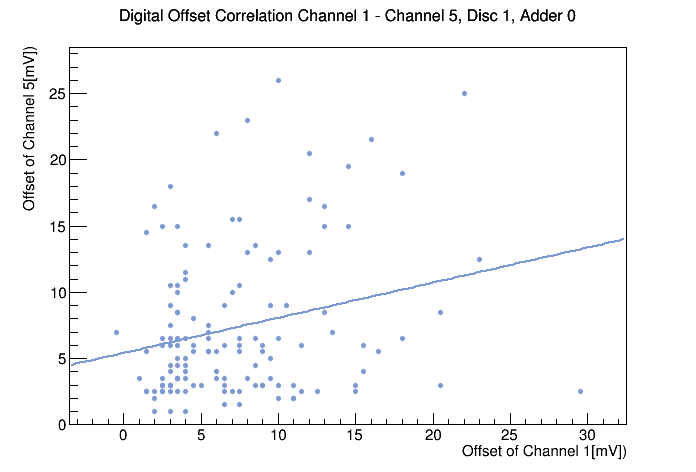 Digital Offset Correlation Channel 1 - Channel 5, Disc 1, Adder 0
Offset of Channel 5[mV])
25
20
15
10
5
0
0 5 10 15 20 25 30
Offset of Channel 1[mV])